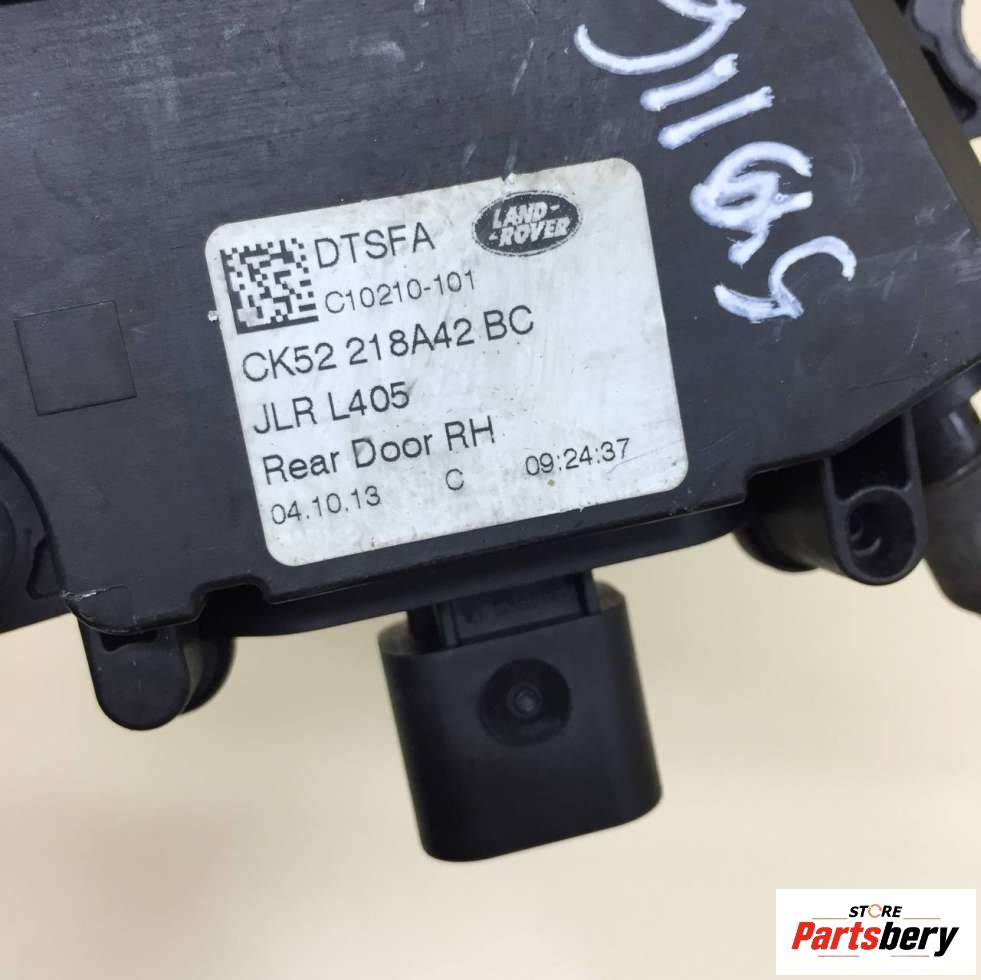 DTSFA
LAND-
-ROVER
C10210-101
CK52 218A42 BC
JLR L405
Rear Door RH
04.10.13 C 09:24:37
STORE
Partsbery